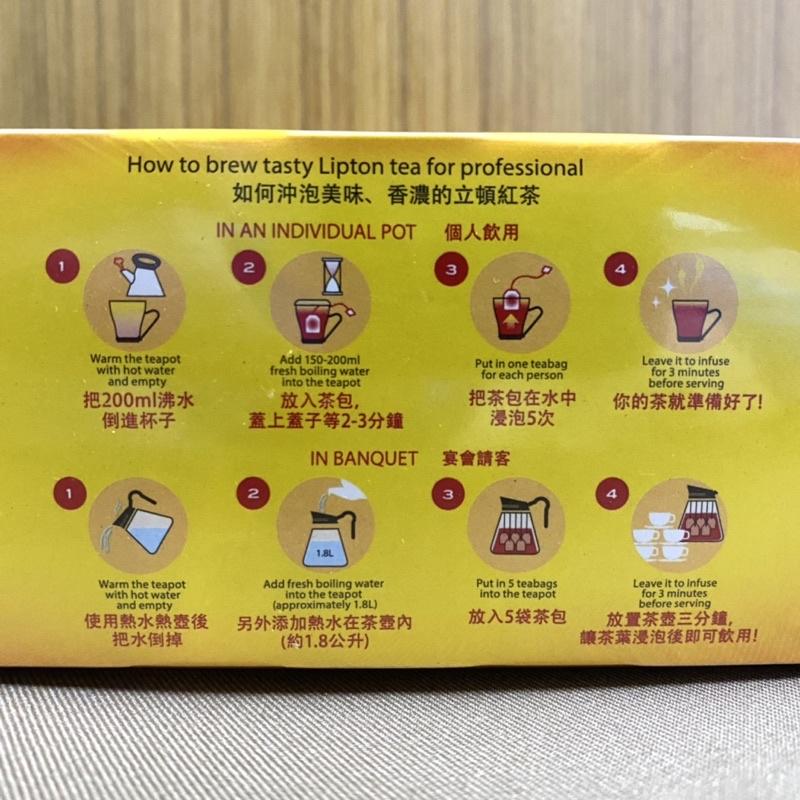 How to brew tasty Lipton tea for professional
如何沖泡美味、香濃的立頓紅茶
IN AN INDIVIDUAL POT 個人飲用
1
Warm the teapot
with hot water
and empty
把200ml沸水
倒進杯子
2
Add 150-200ml
fresh boiling water
into the teapot
放入茶包,
蓋上蓋子等2-3分鐘
3
Put in one teabag
for each person
把茶包在水中
浸泡5次
4
Leave it to infuse
for 3 minutes
before serving
你的茶就準備好了!
IN BANQUET 宴會請客
1
Warm the teapot
with hot water
and empty
使用熱水熱壺後
把水倒掉
2
1.8L
Add fresh boiling water
into the teapot
(approximately 1.8L)
另外添加熱水在茶壺內
(約1.8公升)
3
Put in 5 teabags
into the teapot
放入5袋茶包
4
Leave it to infuse
for 3 minutes
before serving
放置茶壺三分鐘,
讓茶葉浸泡後即可飲用!